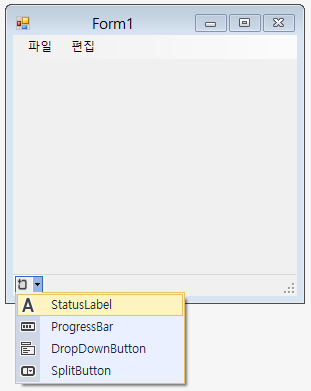 Form1
파일 편집
StatusLabel
ProgressBar
DropDownButton
SplitButton